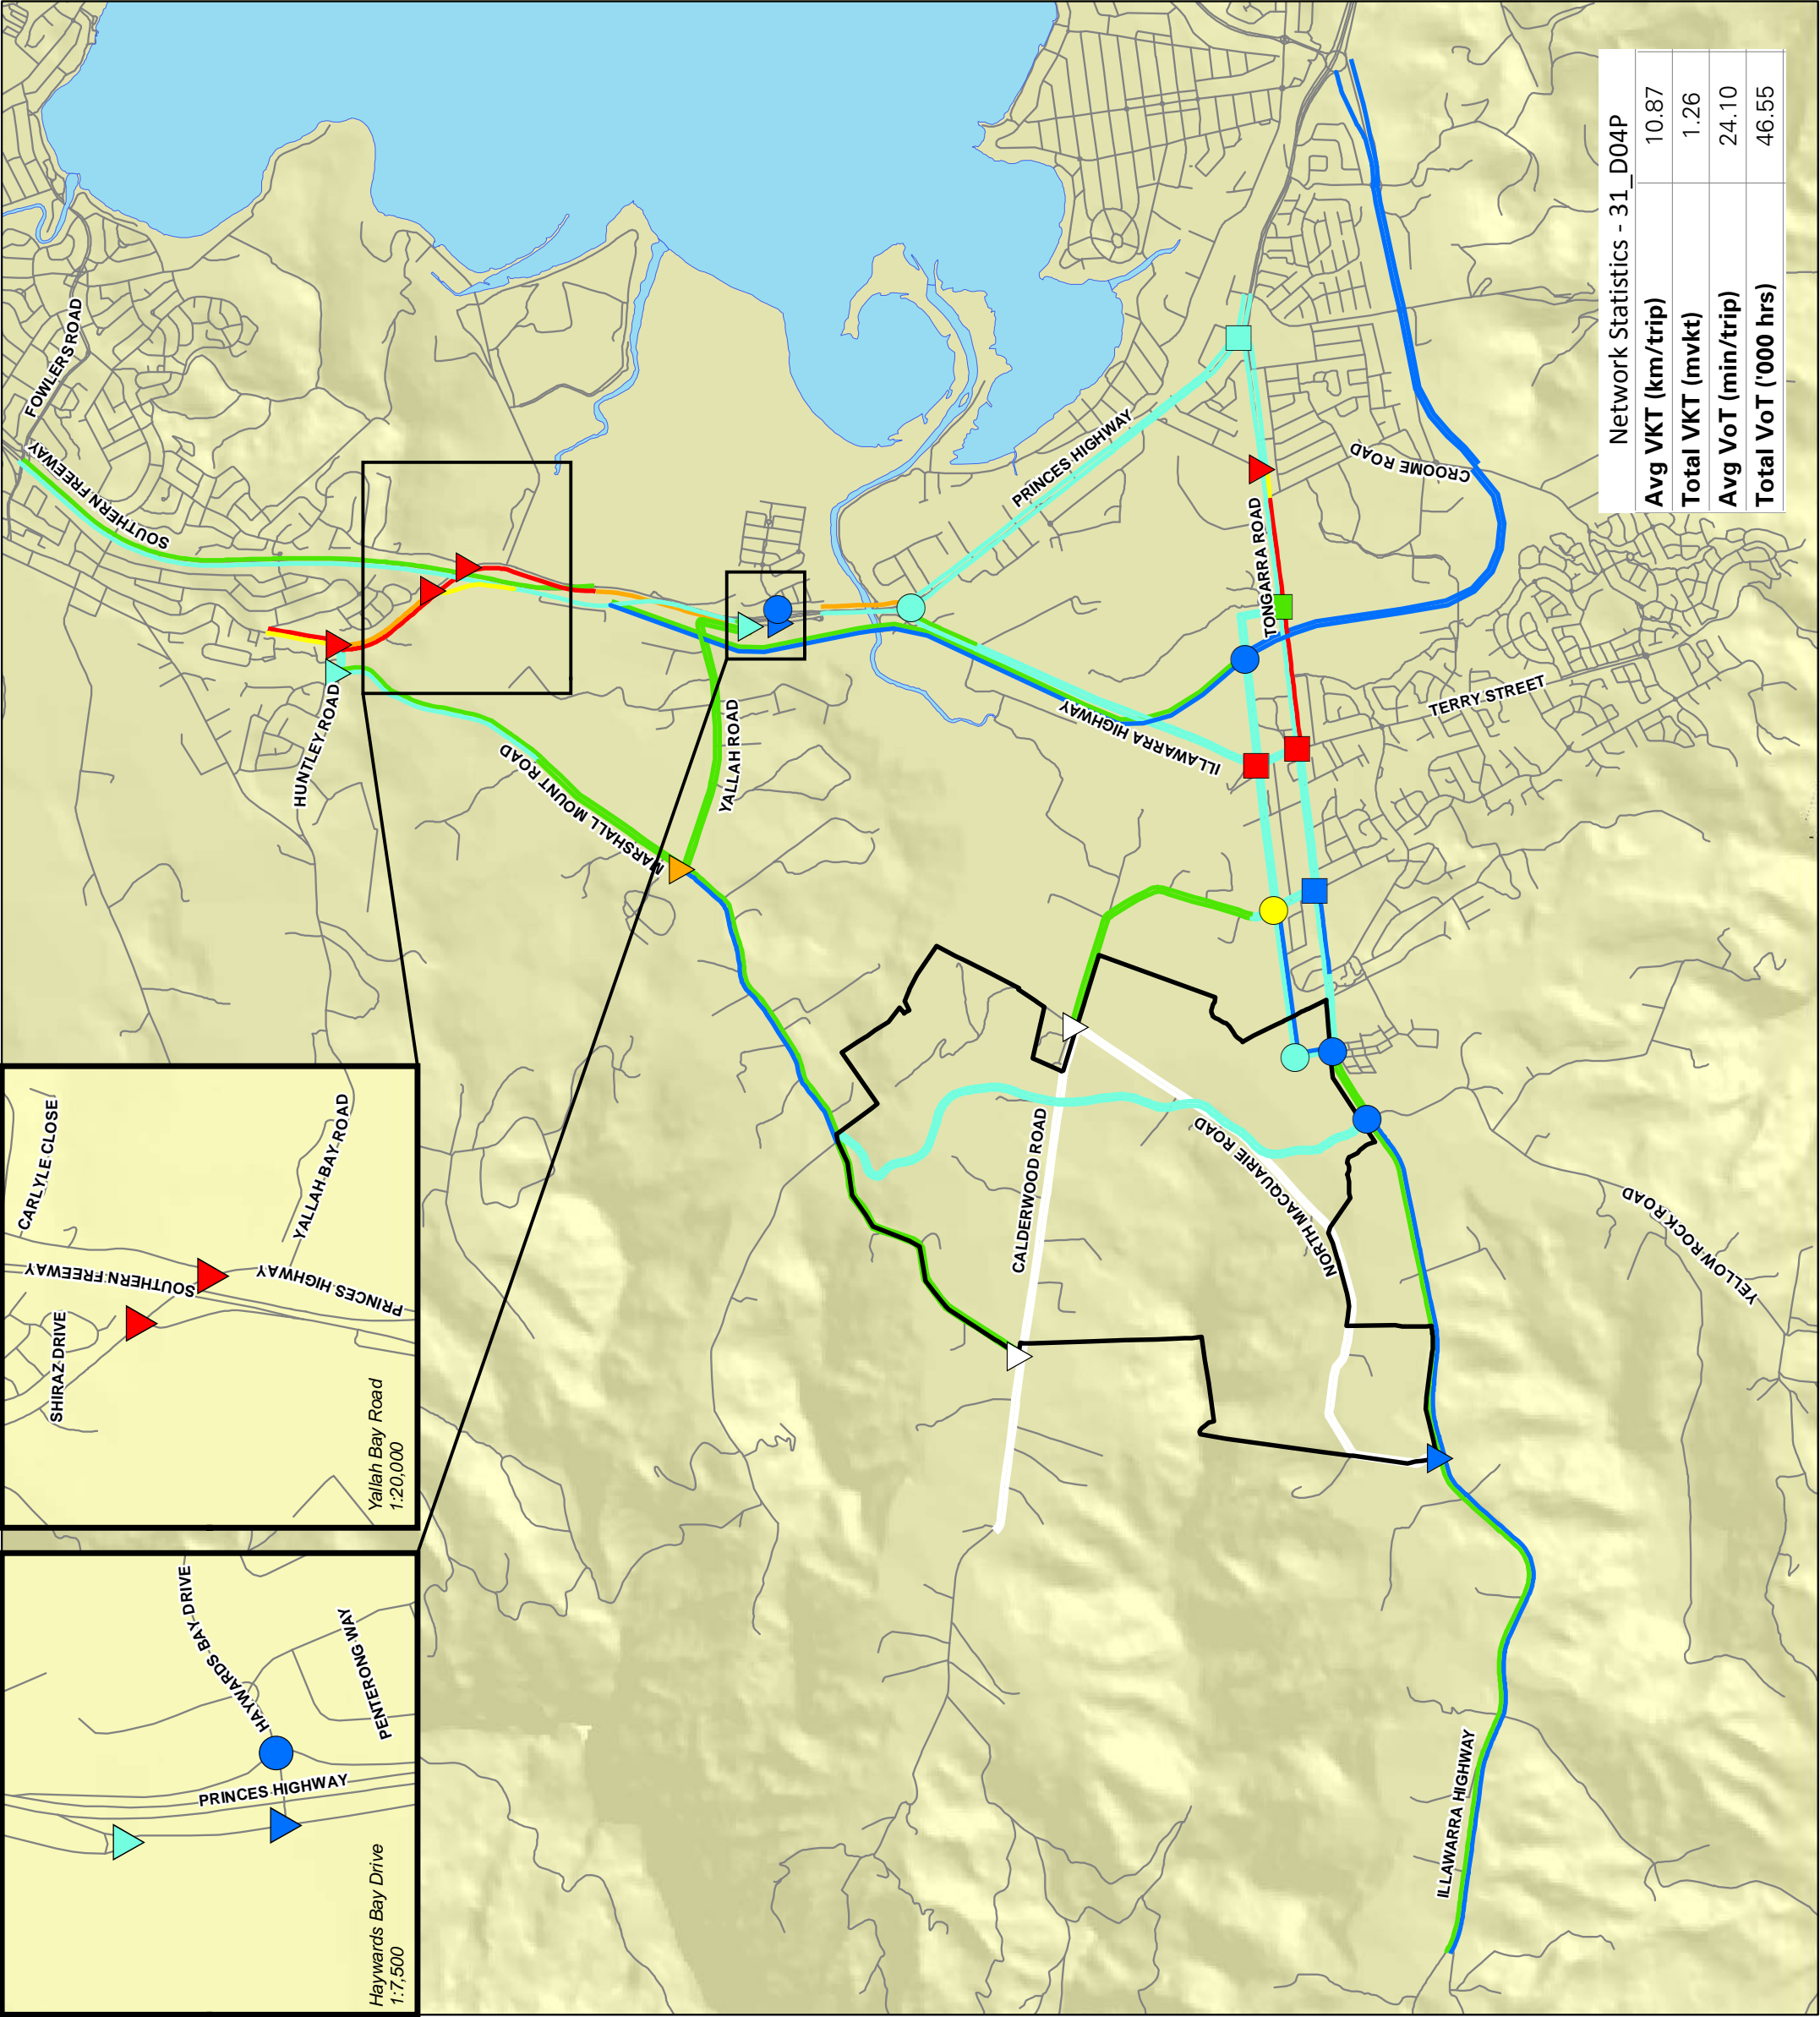 FOWLERS ROAD
SOUTHERN FREEWAY
HUNTLEY ROAD
MARSHALL MOUNT ROAD
YALLAH ROAD
PRINCES HIGHWAY
ILLAWARRA HIGHWAY
TONGARRA ROAD
CROOME ROAD
TERRY STREET
CALDERWOOD ROAD
NORTH MACQUARIE ROAD
YELLOW ROCK ROAD
ILLAWARRA HIGHWAY
Network Statistics - 31_D04P
Avg VKT (km/trip) 10.87
Total VKT (mvkt) 1.26
Avg VoT (min/trip) 24.10
Total VoT ('000 hrs) 46.55
CARLYLE CLOSE
SOUTHERN FREEWAY
SHIRAZ DRIVE
YALLAH BAY ROAD
PRINCES HIGHWAY
Yallah Bay Road
1:20,000
HAYWARDS BAY DRIVE
PENTERONG WAY
PRINCES HIGHWAY
Haywards Bay Drive
1:7,500